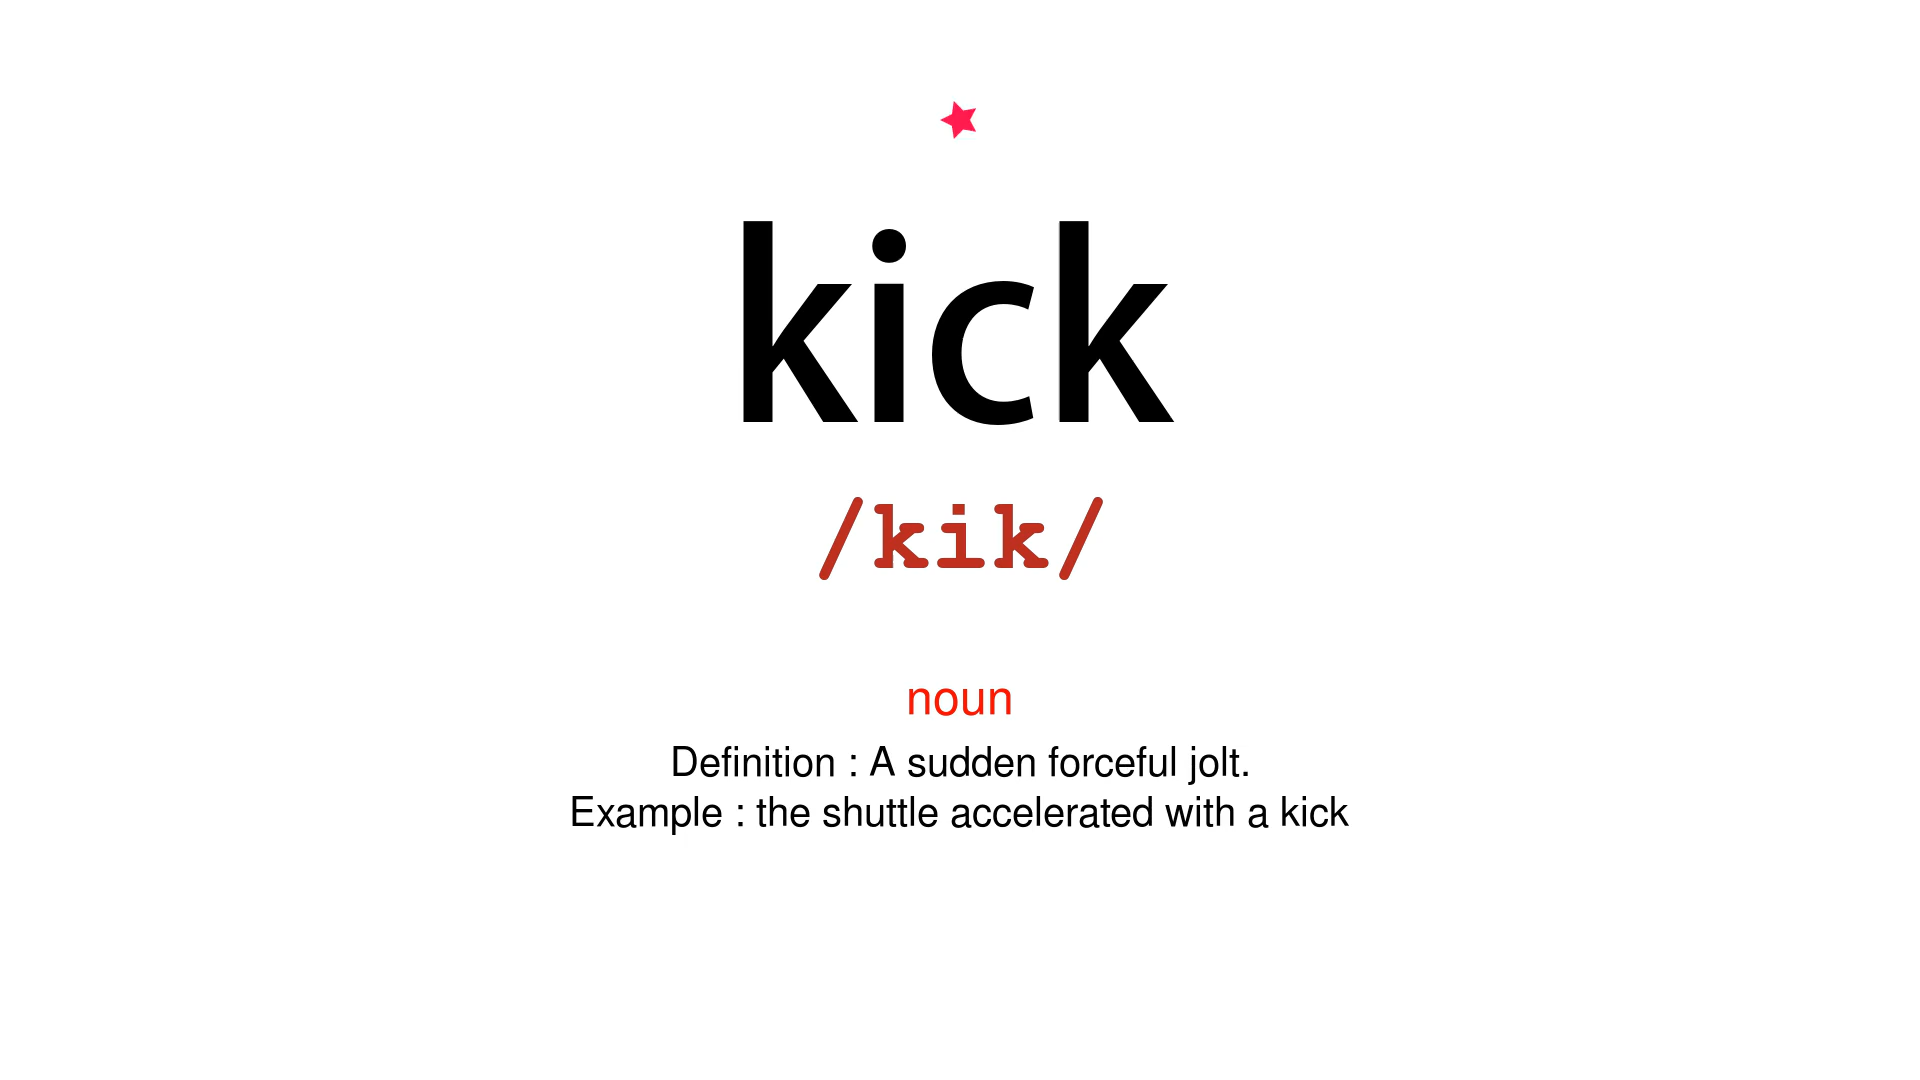 kick
/kik/
noun
Definition : A sudden forceful jolt.
Example : the shuttle accelerated with a kick